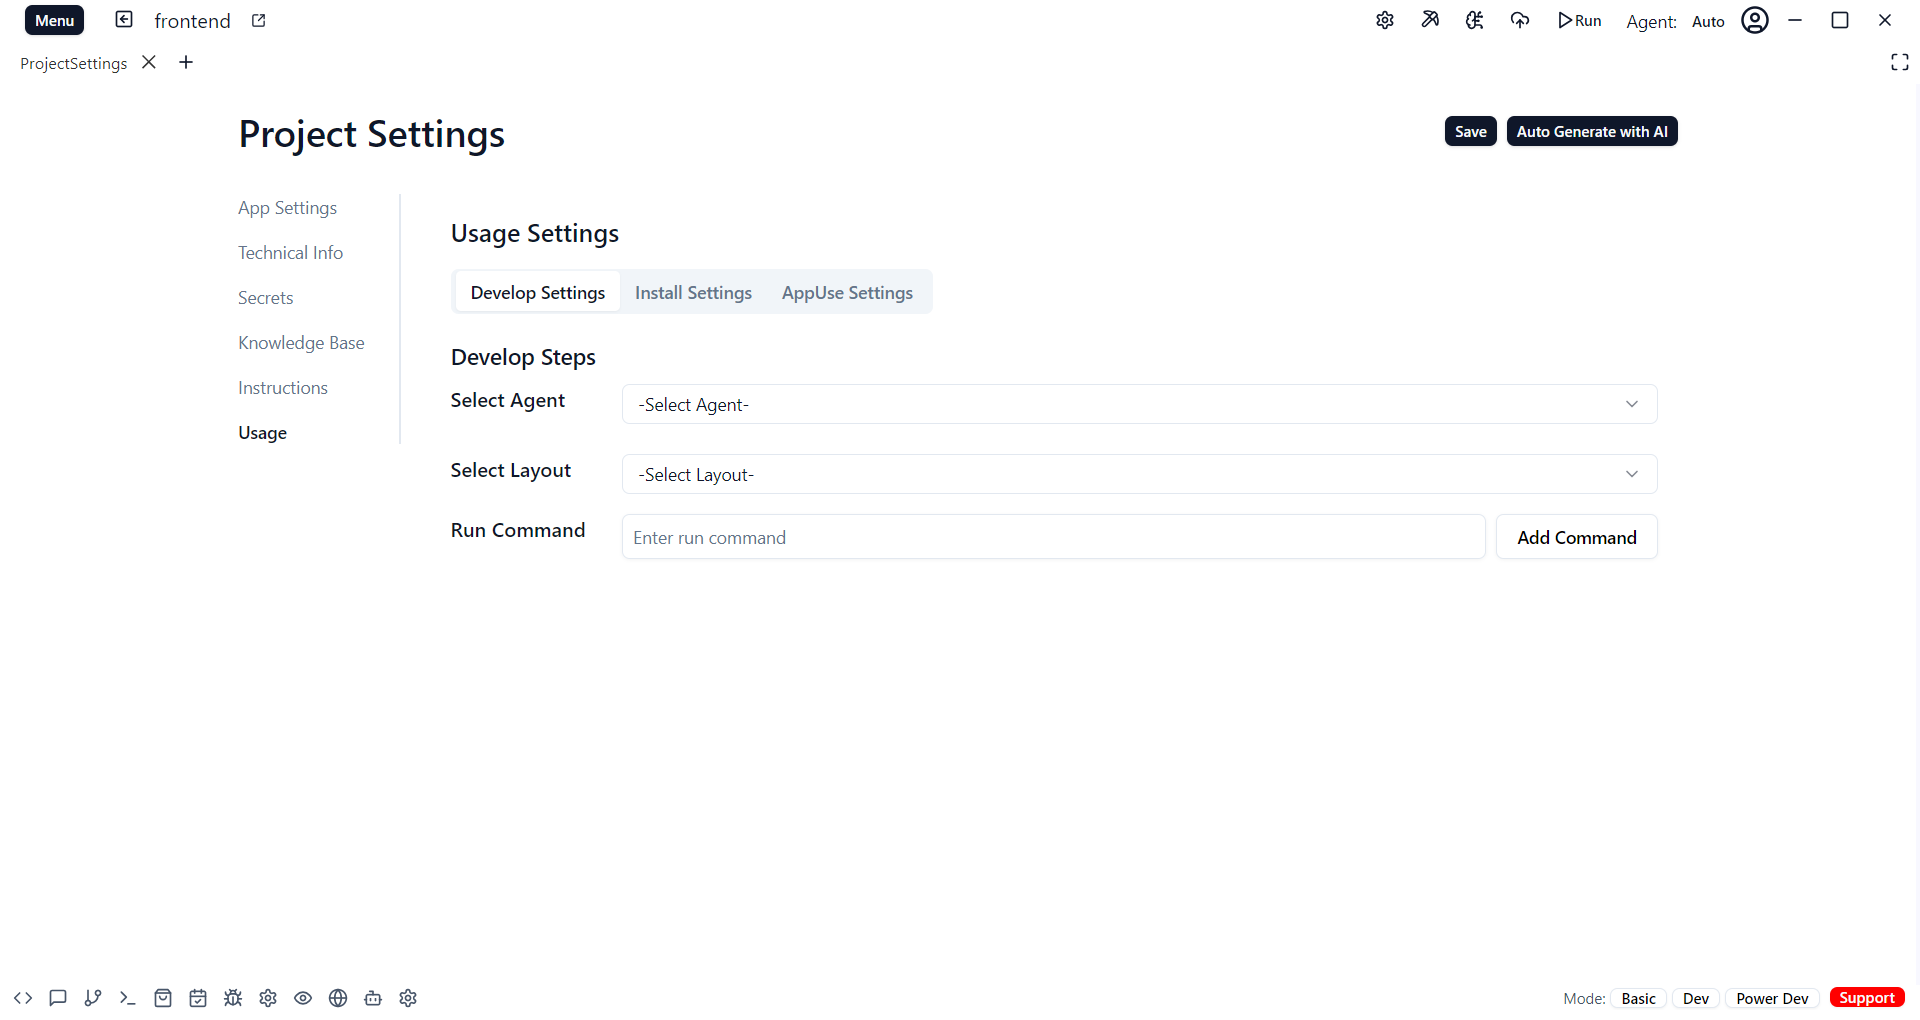 Menu frontend Run Agent: Auto
ProjectSettings
Project Settings
Save Auto Generate with AI
App Settings
Technical Info
Secrets
Knowledge Base
Instructions
Usage
Usage Settings
Develop Settings Install Settings AppUse Settings
Develop Steps
Select Agent -Select Agent-
Select Layout -Select Layout-
Run Command Enter run command Add Command
Mode: Basic Dev Power Dev Support